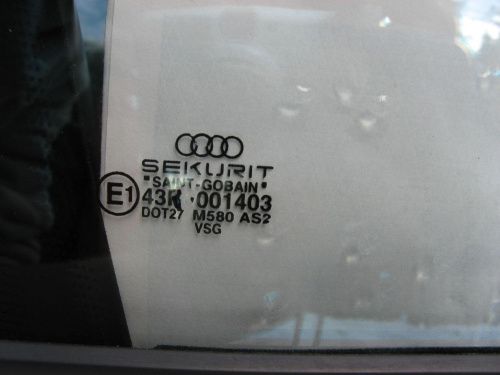 SEKURIT
"SAINT-GOBAIN"
E1 43R 001403
DOT27 M580 AS2
VSG